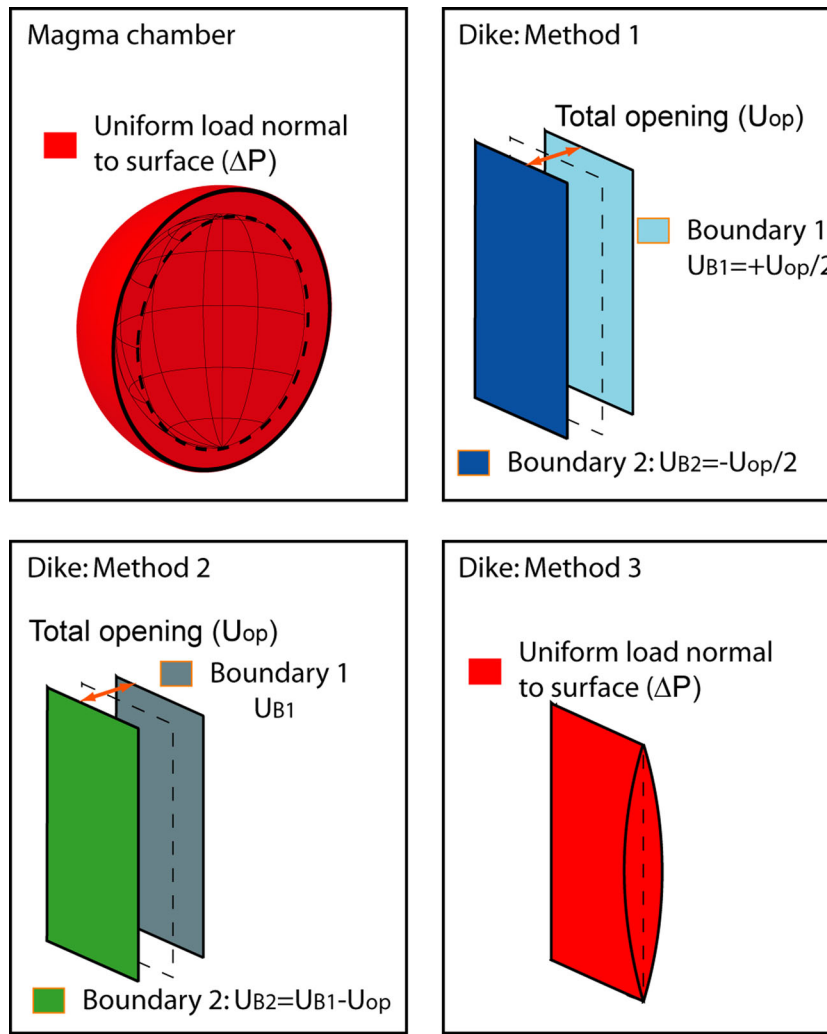 Magma chamber
Uniform load normal
to surface (ΔP)
Dike: Method 1
Total opening (Uop)
Boundary 1
UB1=+Uop/2
Boundary 2: UB2=-Uop/2
Dike: Method 2
Total opening (Uop)
Boundary 1
UB1
Boundary 2: UB2=UB1-Uop
Dike: Method 3
Uniform load normal
to surface (ΔP)